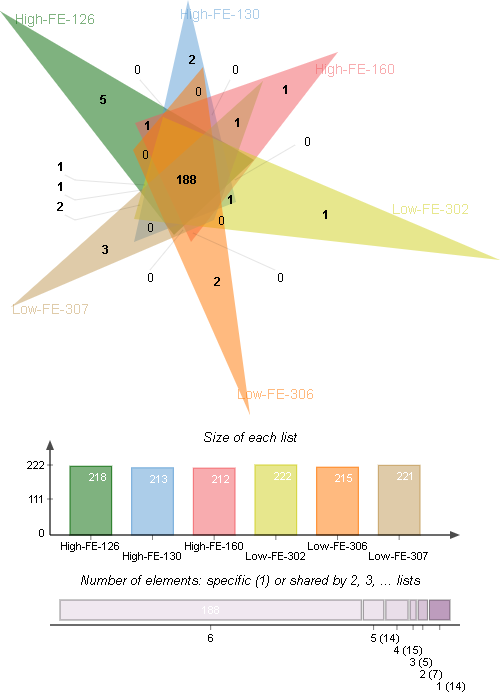 High-FE-126
High-FE-130
High-FE-160
2
0
0
0
1
5
1
1
0
0
1
1
2
188
1
Low-FE-302
1
0
0
3
0
0
2
Low-FE-307
Low-FE-306
Size of each list
222
111
0
218
213
212
222
215
221
High-FE-126
High-FE-130
High-FE-160
Low-FE-302
Low-FE-306
Low-FE-307
Number of elements: specific (1) or shared by 2, 3, ... lists
188
6
5 (14)
4 (15)
3 (5)
2 (7)
1 (14)